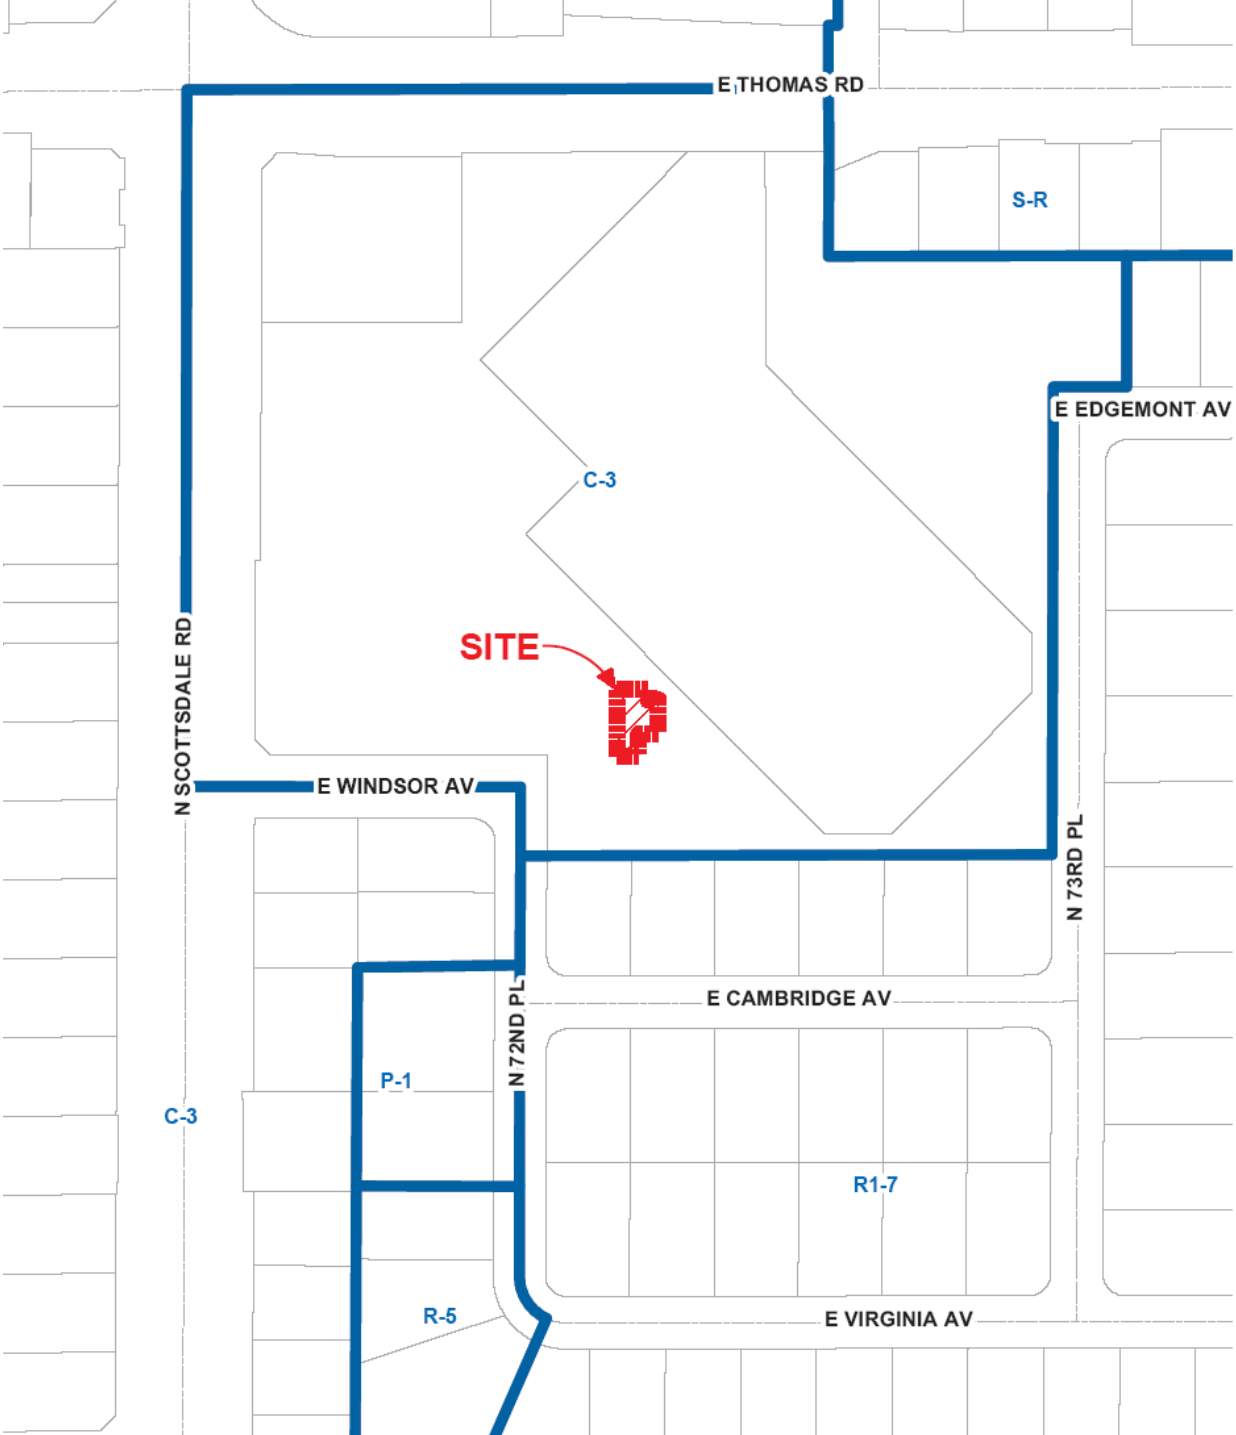 E THOMAS RD
S-R
E EDGEMONT AV
C-3
SITE
N SCOTTSDALE RD
E WINDSOR AV
N 73RD PL
E CAMBRIDGE AV
N 72ND PL
P-1
C-3
R1-7
R-5
E VIRGINIA AV